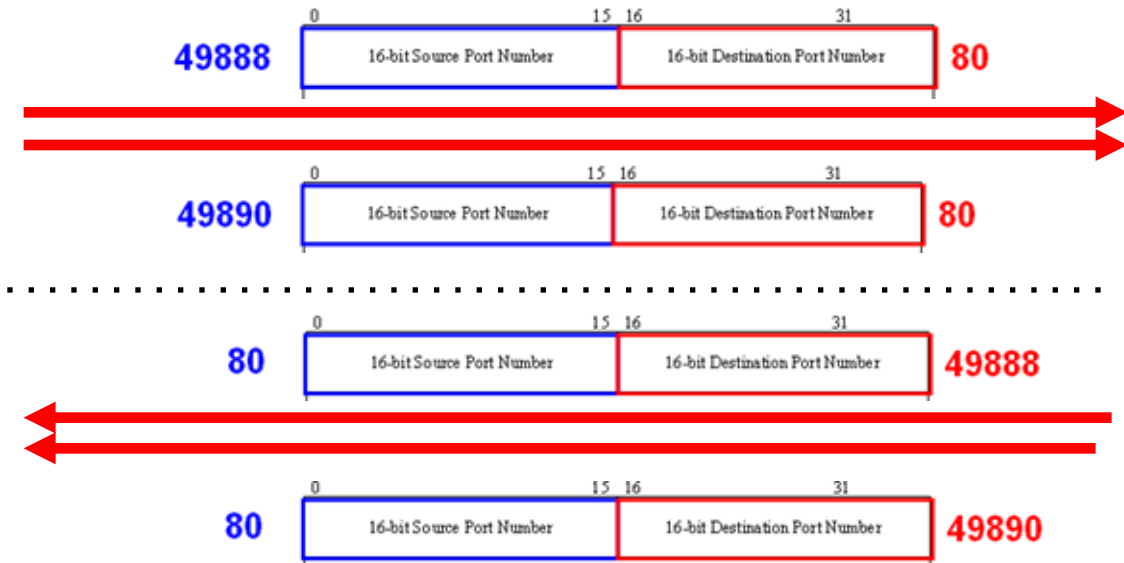 0 15 16 31
49888 16-bit Source Port Number 16-bit Destination Port Number 80
0 15 16 31
49890 16-bit Source Port Number 16-bit Destination Port Number 80
0 15 16 31
80 16-bit Source Port Number 16-bit Destination Port Number 49888
0 15 16 31
80 16-bit Source Port Number 16-bit Destination Port Number 49890